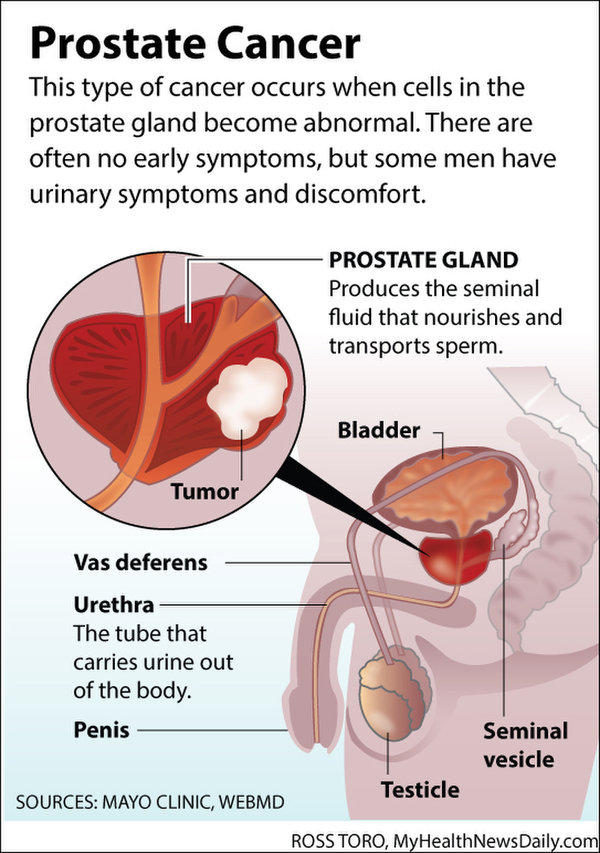 Prostate Cancer
This type of cancer occurs when cells in the
prostate gland become abnormal. There are
often no early symptoms, but some men have
urinary symptoms and discomfort.
PROSTATE GLAND
Produces the seminal
fluid that nourishes and
transports sperm.
Bladder
Tumor
Vas deferens
Urethra
The tube that
carries urine out
of the body.
Penis
Seminal
vesicle
Testicle
SOURCES: MAYO CLINIC, WEBMD
ROSS TORO, MyHealthNewsDaily.com